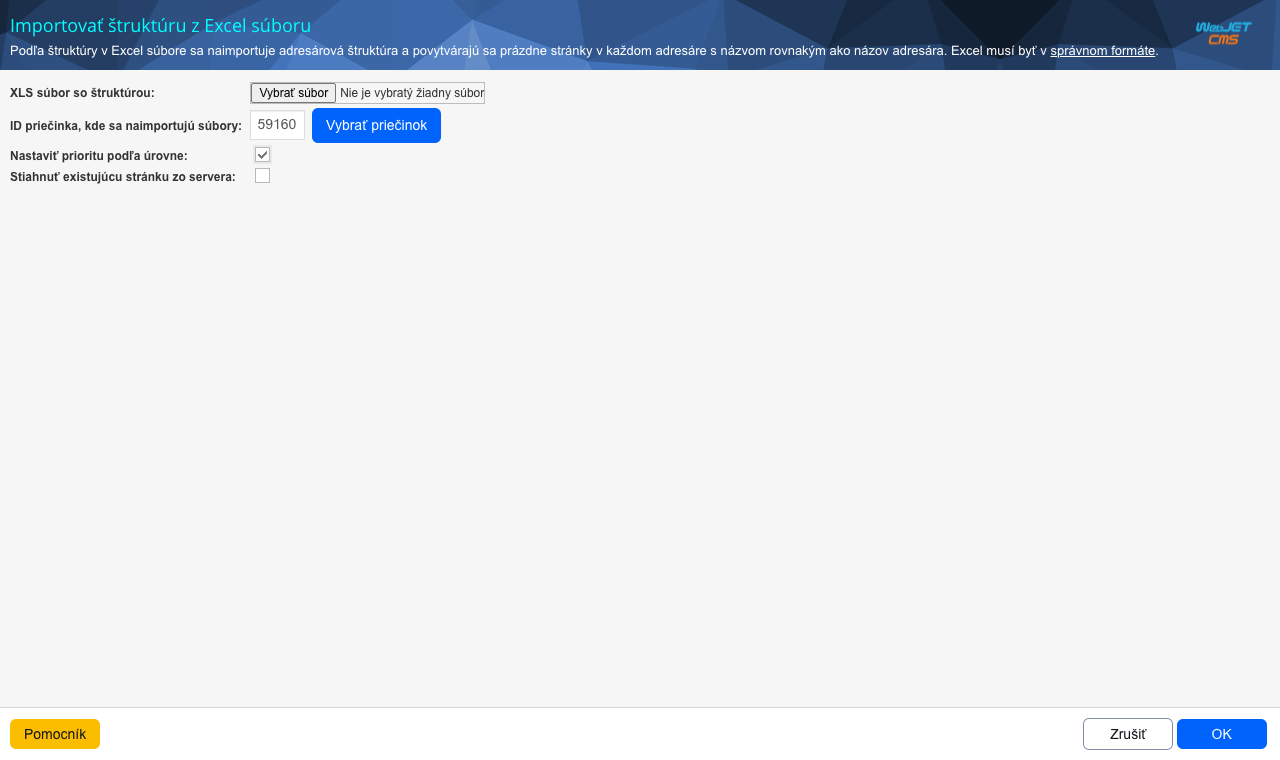 Importovať štruktúru z Excel súboru
Podľa štruktúry v Excel súbore sa naimportuje adresárová štruktúra a povytvárajú sa prázdne stránky v každom adresáre s názvom rovnakým ako názov adresára. Excel musí byť v správnom formáte.
WebJET
CMS
XLS súbor so štruktúrou: Vybrať súbor Nie je vybratý žiadny súbor
ID priečinka, kde sa naimportujú súbory: 59160 Vybrať priečinok
Nastaviť prioritu podľa úrovne:
Stiahnuť existujúcu stránku zo servera:
Pomocník Zrušiť OK